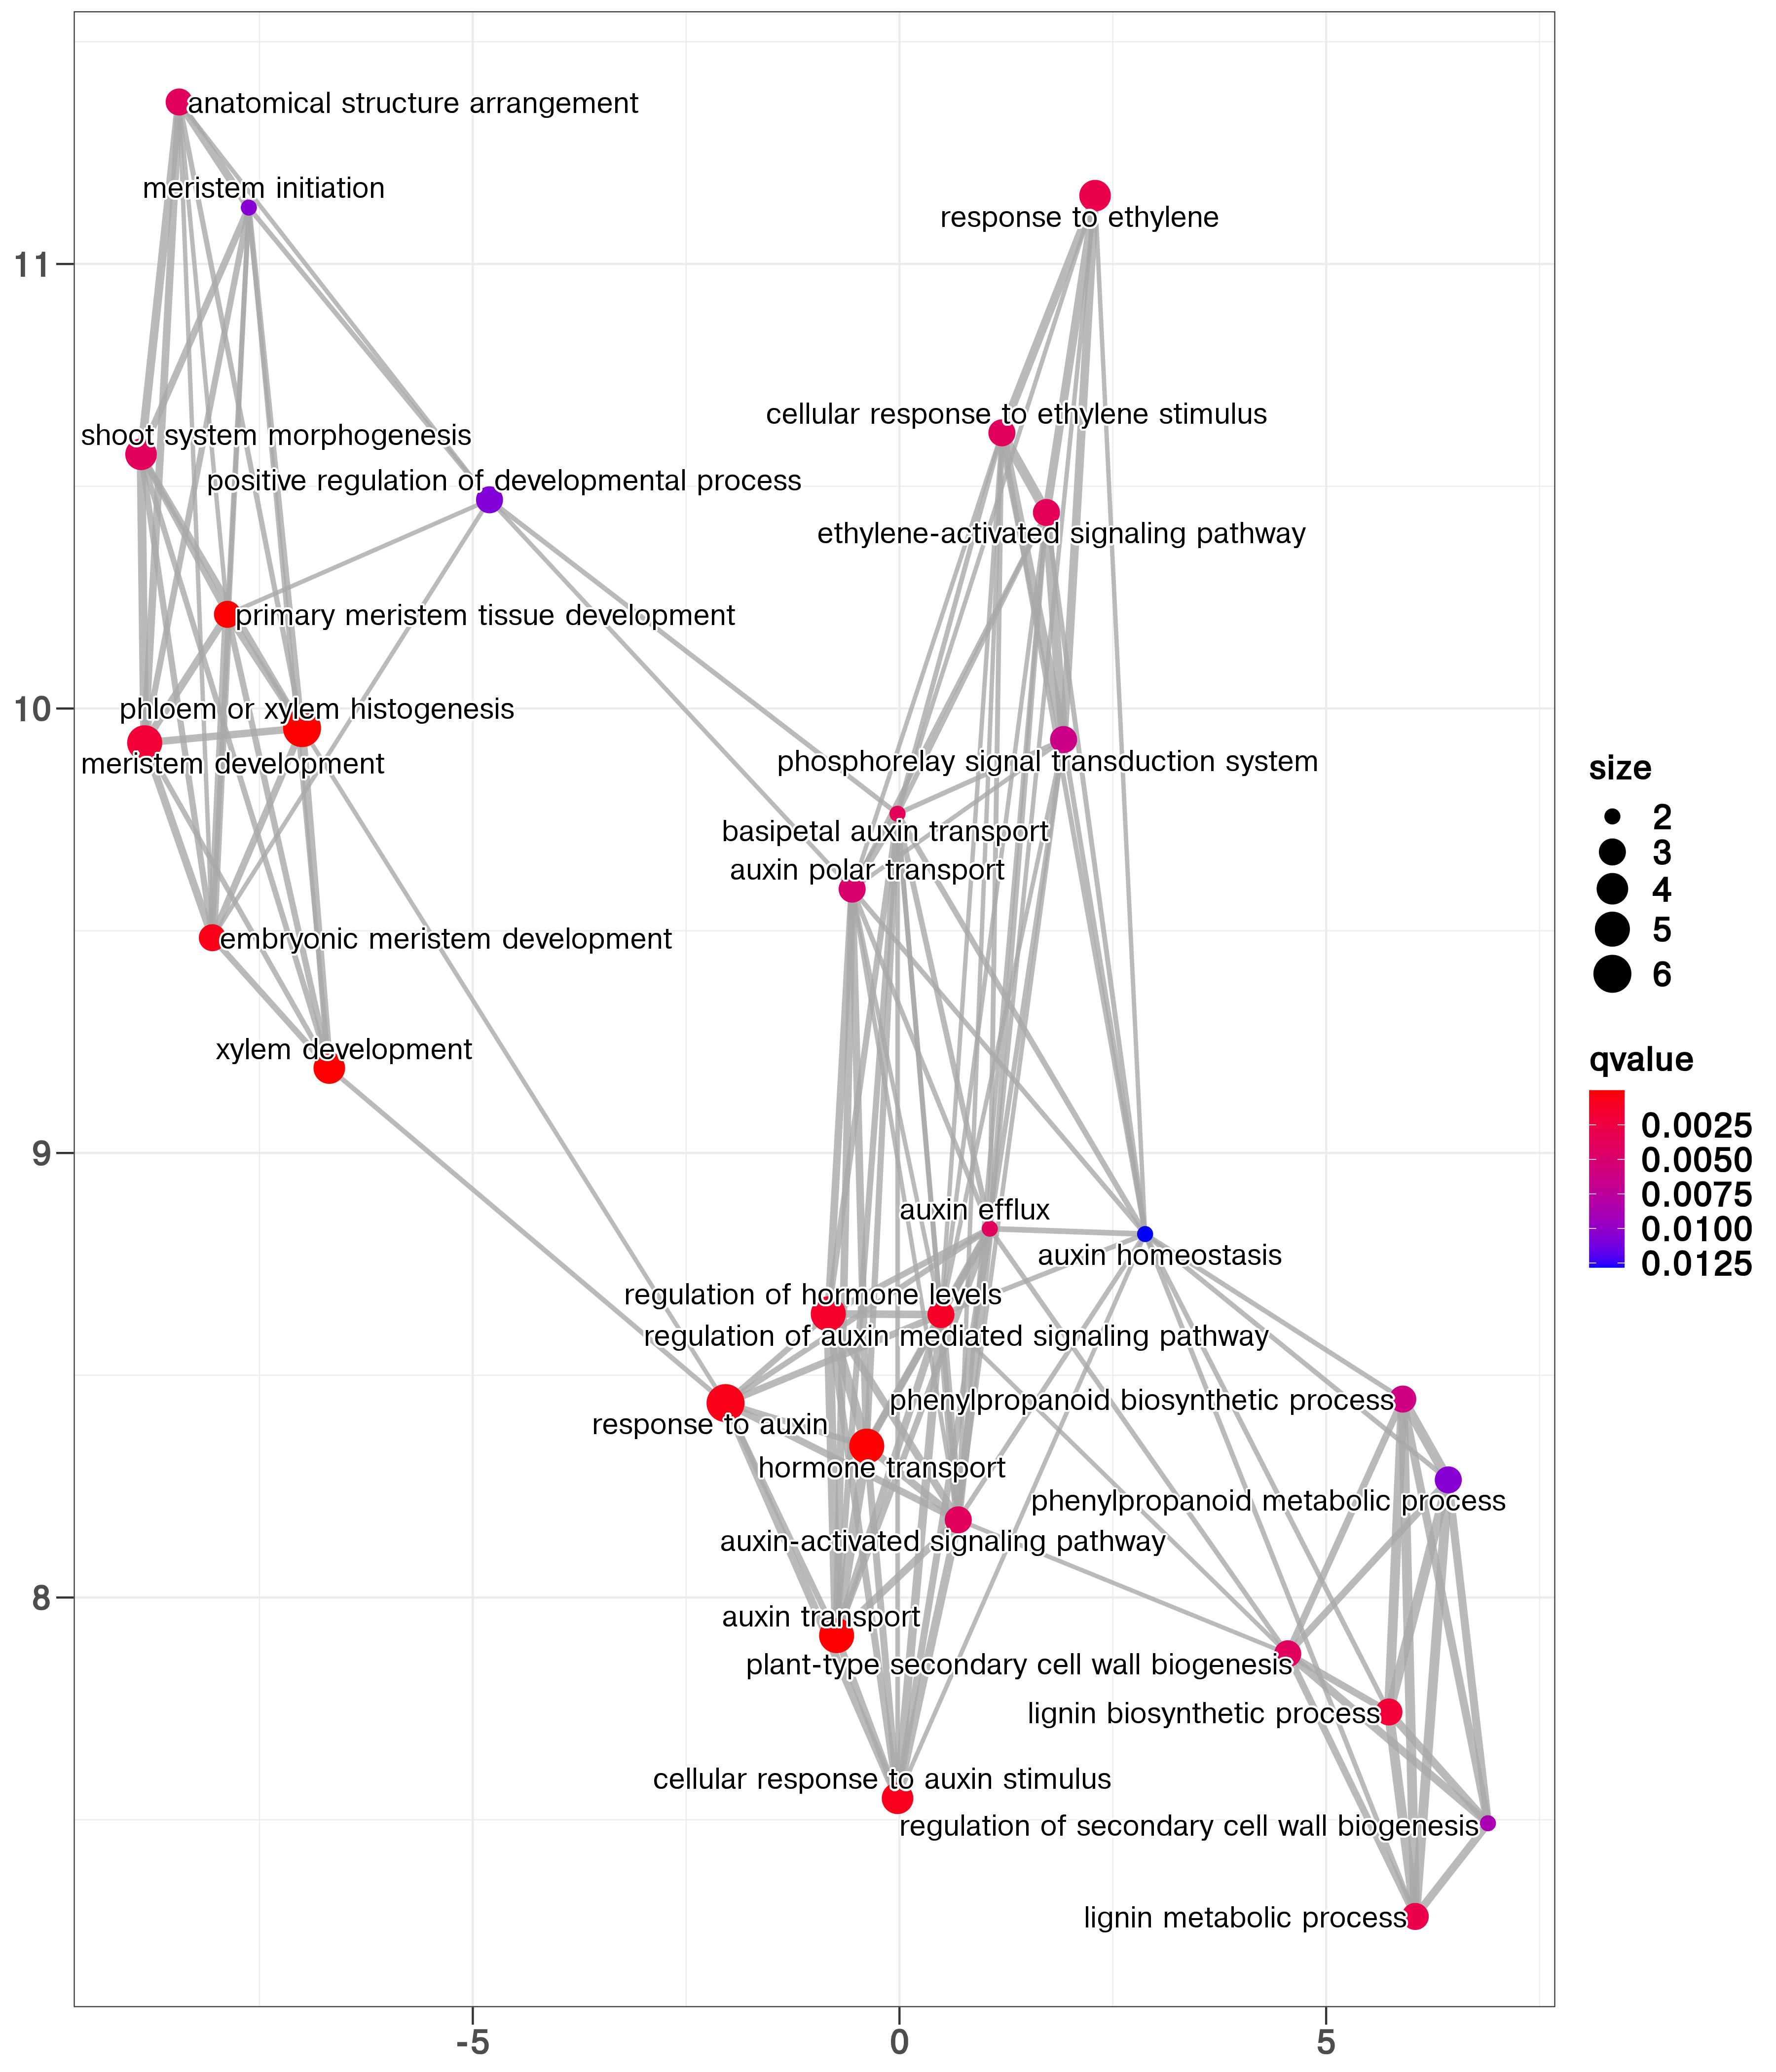 anatomical structure arrangement
meristem initiation
response to ethylene
11
cellular response to ethylene stimulus
shoot system morphogenesis
positive regulation of developmental process
ethylene-activated signaling pathway
primary meristem tissue development
10
phloem or xylem histogenesis
meristem development
phosphorelay signal transduction system
basipetal auxin transport
auxin polar transport
embryonic meristem development
xylem development
9
auxin efflux
auxin homeostasis
regulation of hormone levels
regulation of auxin mediated signaling pathway
phenylpropanoid biosynthetic process
response to auxin
hormone transport
phenylpropanoid metabolic process
auxin-activated signaling pathway
8
auxin transport
plant-type secondary cell wall biogenesis
lignin biosynthetic process
cellular response to auxin stimulus
regulation of secondary cell wall biogenesis
lignin metabolic process
-5
0
5
size
2
3
4
5
6
qvalue
0.0025
0.0050
0.0075
0.0100
0.0125